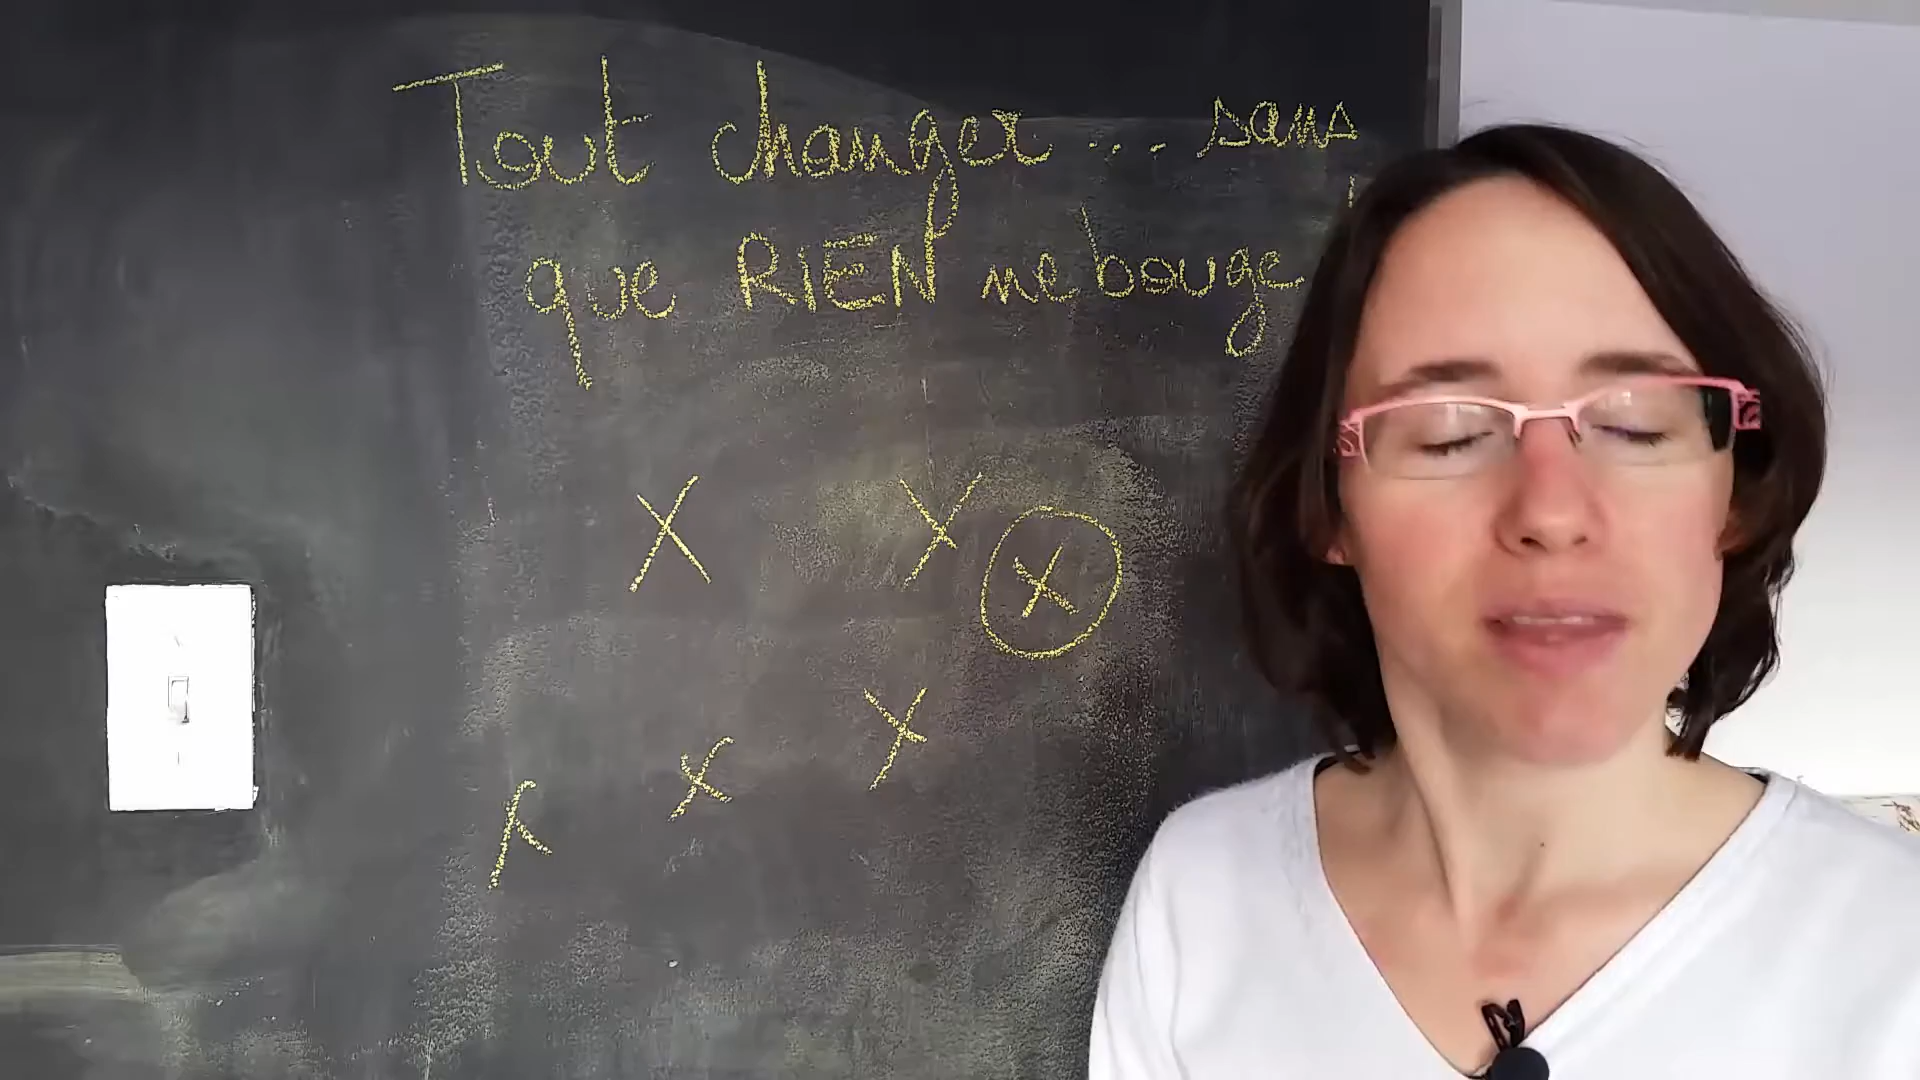 Tout changer... sans
que RIEN ne bouge
X X
X
X
X